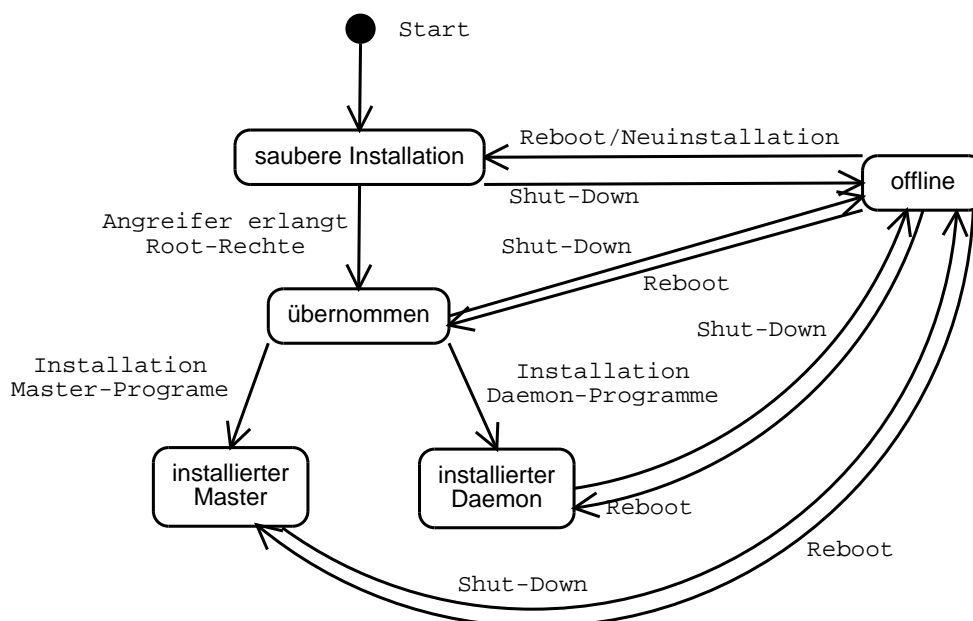 Start
saubere Installation
Reboot/Neuinstallation
offline
Shut-Down
Angreifer erlangt
Root-Rechte
Shut-Down
Reboot
übernommen
Shut-Down
Installation
Master-Programe
Installation
Daemon-Programme
installierter
Master
installierter
Daemon
Reboot
Reboot
Shut-Down